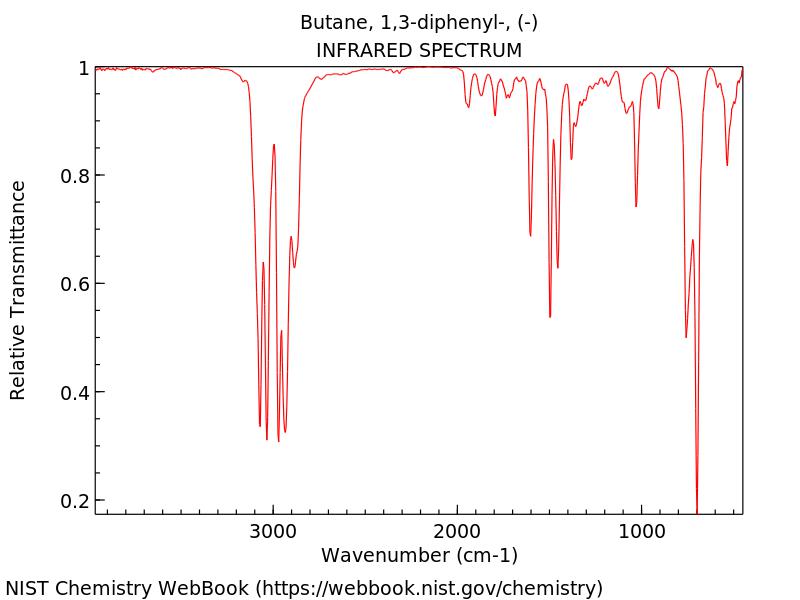 Butane, 1,3-diphenyl-, (-)
INFRARED SPECTRUM
1
0.8
0.6
0.4
0.2
Relative Transmittance
3000 2000 1000
Wavenumber (cm-1)
NIST Chemistry WebBook (https://webbook.nist.gov/chemistry)